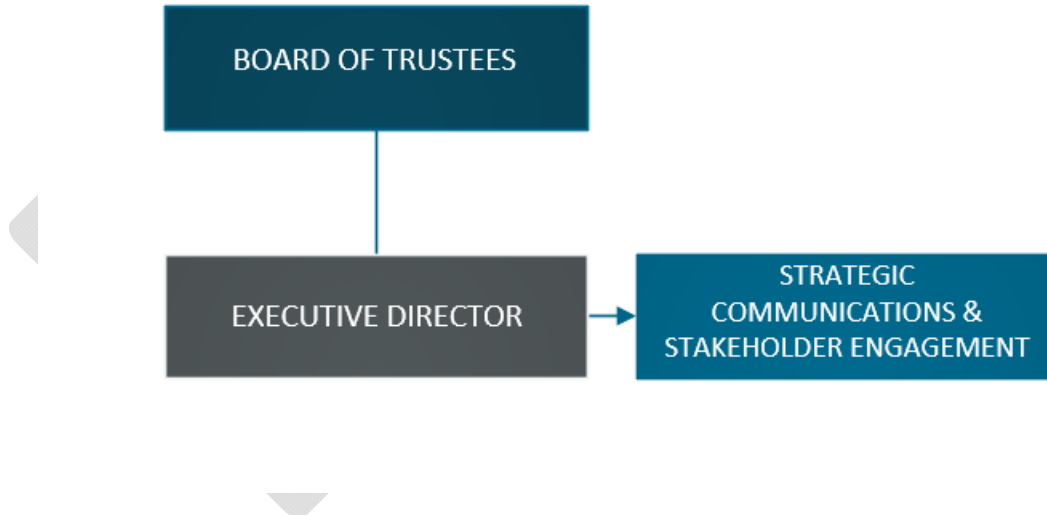 BOARD OF TRUSTEES
EXECUTIVE DIRECTOR
STRATEGIC
COMMUNICATIONS &
STAKEHOLDER ENGAGEMENT